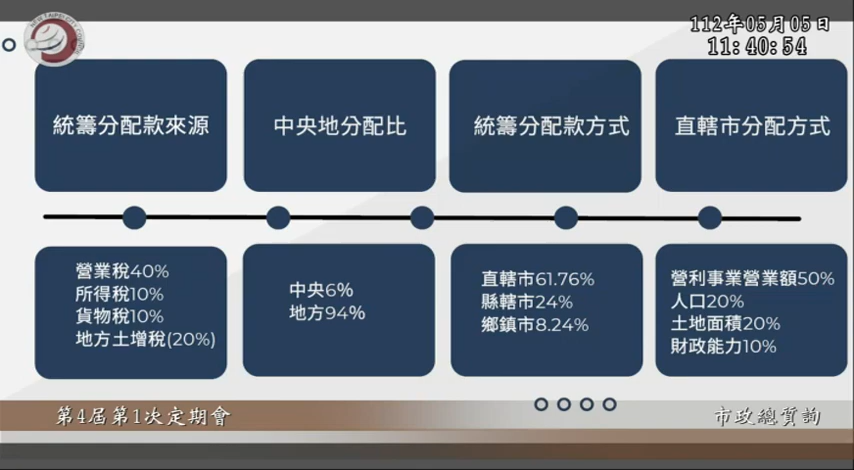 112年05月05日
11:40:54
統籌分配款來源
中央地分配比
統籌分配款方式
直轄市分配方式
營業稅40%
所得稅10%
貨物稅10%
地方土增稅(20%)
中央6%
地方94%
直轄市61.76%
縣轄市24%
鄉鎮市8.24%
營利事業營業額50%
人口20%
土地面積20%
財政能力10%
第4屆第1次定期會
市政總質詢